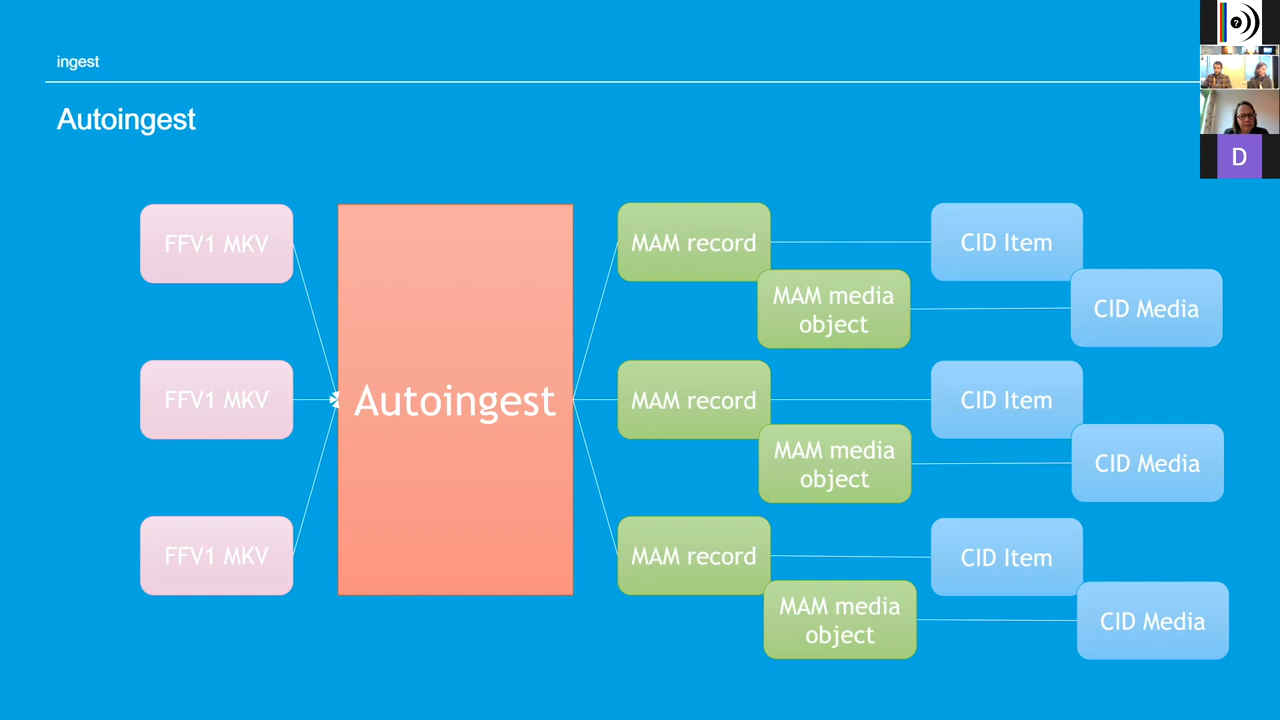 ingest
Autoingest
FFV1 MKV
FFV1 MKV
FFV1 MKV
Autoingest
MAM record
MAM media
object
CID Item
CID Media
MAM record
MAM media
object
CID Item
CID Media
MAM record
MAM media
object
CID Item
CID Media
?
D